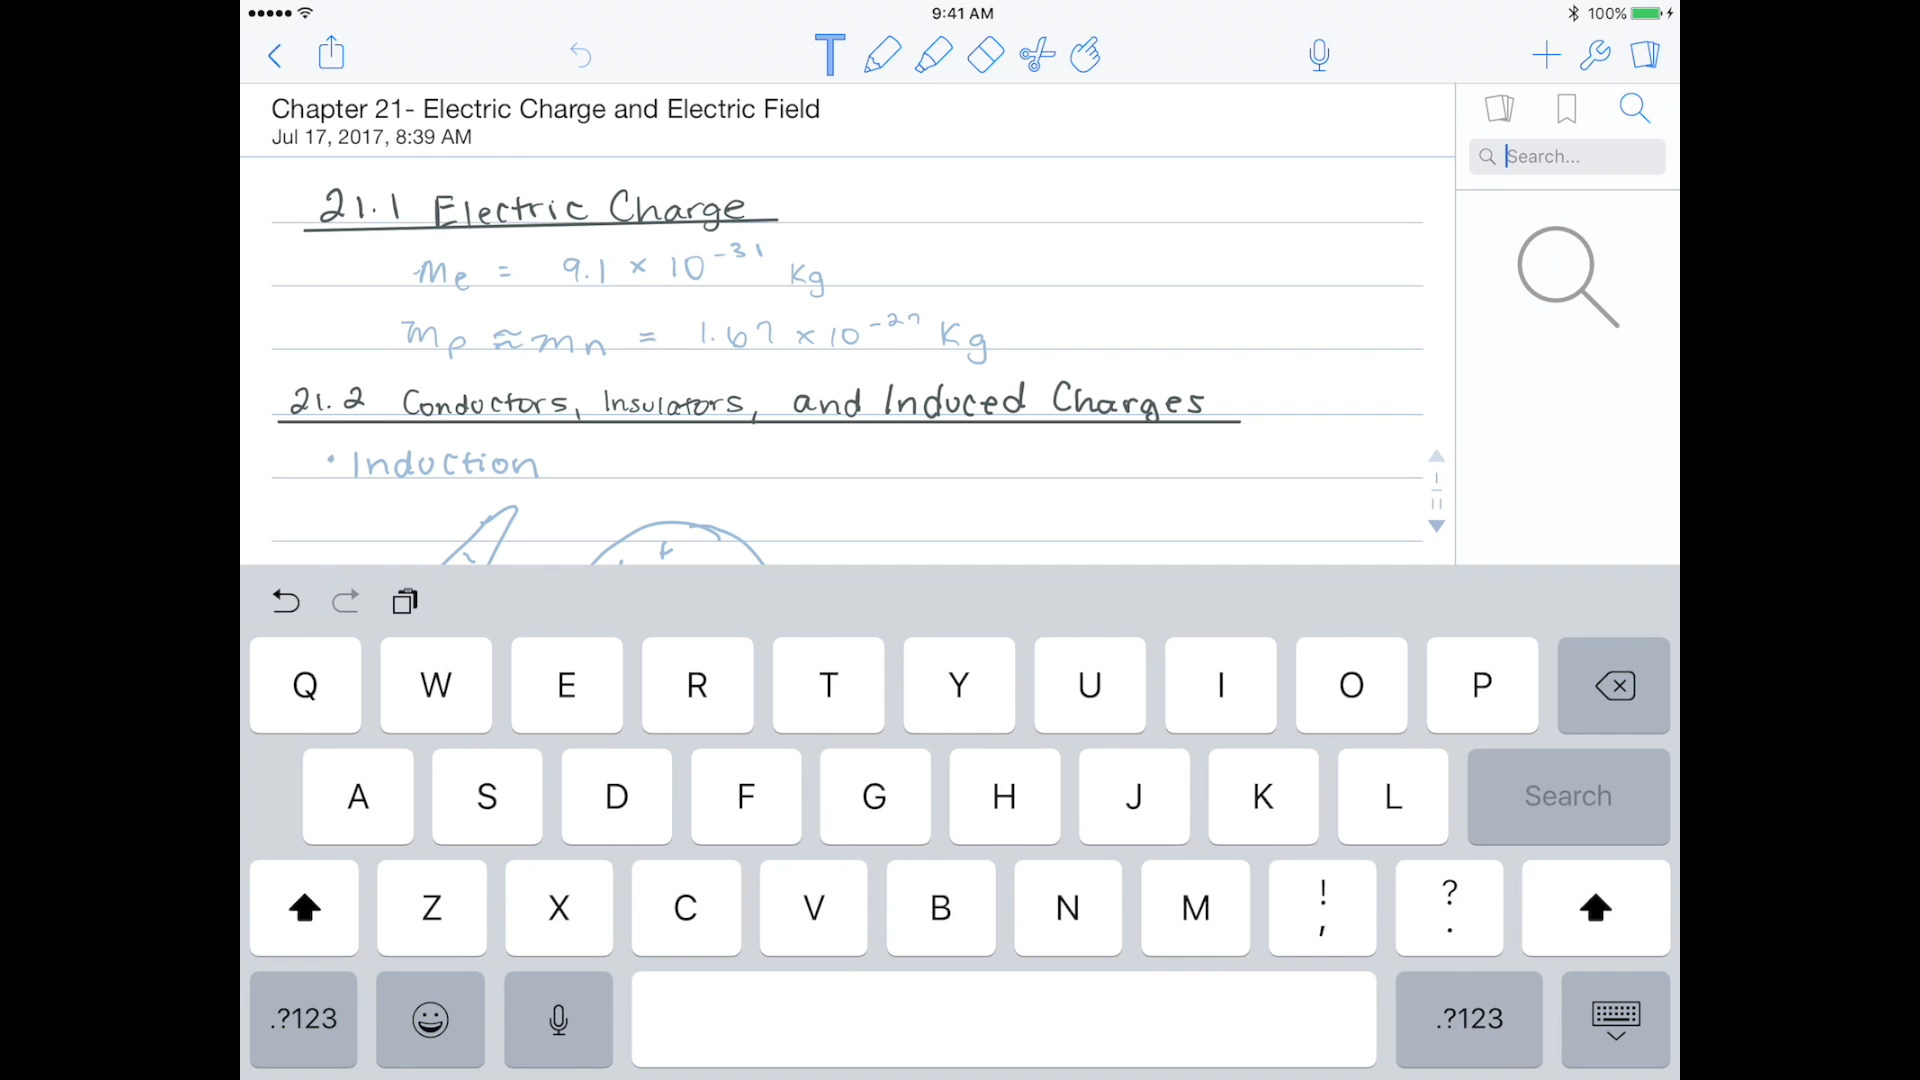 9:41 AM
100%
Chapter 21- Electric Charge and Electric Field
Jul 17, 2017, 8:39 AM
Search...
21.1 Electric Charge
me = 9.1 × 10⁻³¹ Kg
mp ≈ mn = 1.67 × 10⁻²⁷ Kg
21.2 Conductors, Insulators, and Induced Charges
• Induction
1
11
+
Q W E R T Y U I O P
A S D F G H J K L Search
Z X C V B N M ! , ? .
.?123 .?123